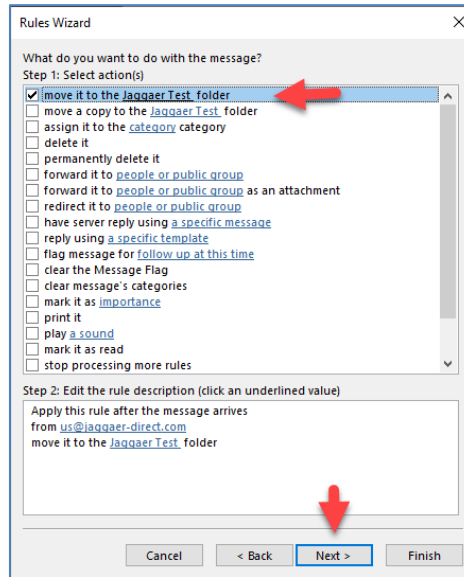 Rules Wizard
What do you want to do with the message?
Step 1: Select action(s)
move it to the Jaggaer Test folder
move a copy to the Jaggaer Test folder
assign it to the category category
delete it
permanently delete it
forward it to people or public group
forward it to people or public group as an attachment
redirect it to people or public group
have server reply using a specific message
reply using a specific template
flag message for follow up at this time
clear the Message Flag
clear message's categories
mark it as importance
print it
play a sound
mark it as read
stop processing more rules
Step 2: Edit the rule description (click an underlined value)
Apply this rule after the message arrives
from us@jaggaer-direct.com
move it to the Jaggaer Test folder
Cancel < Back Next > Finish